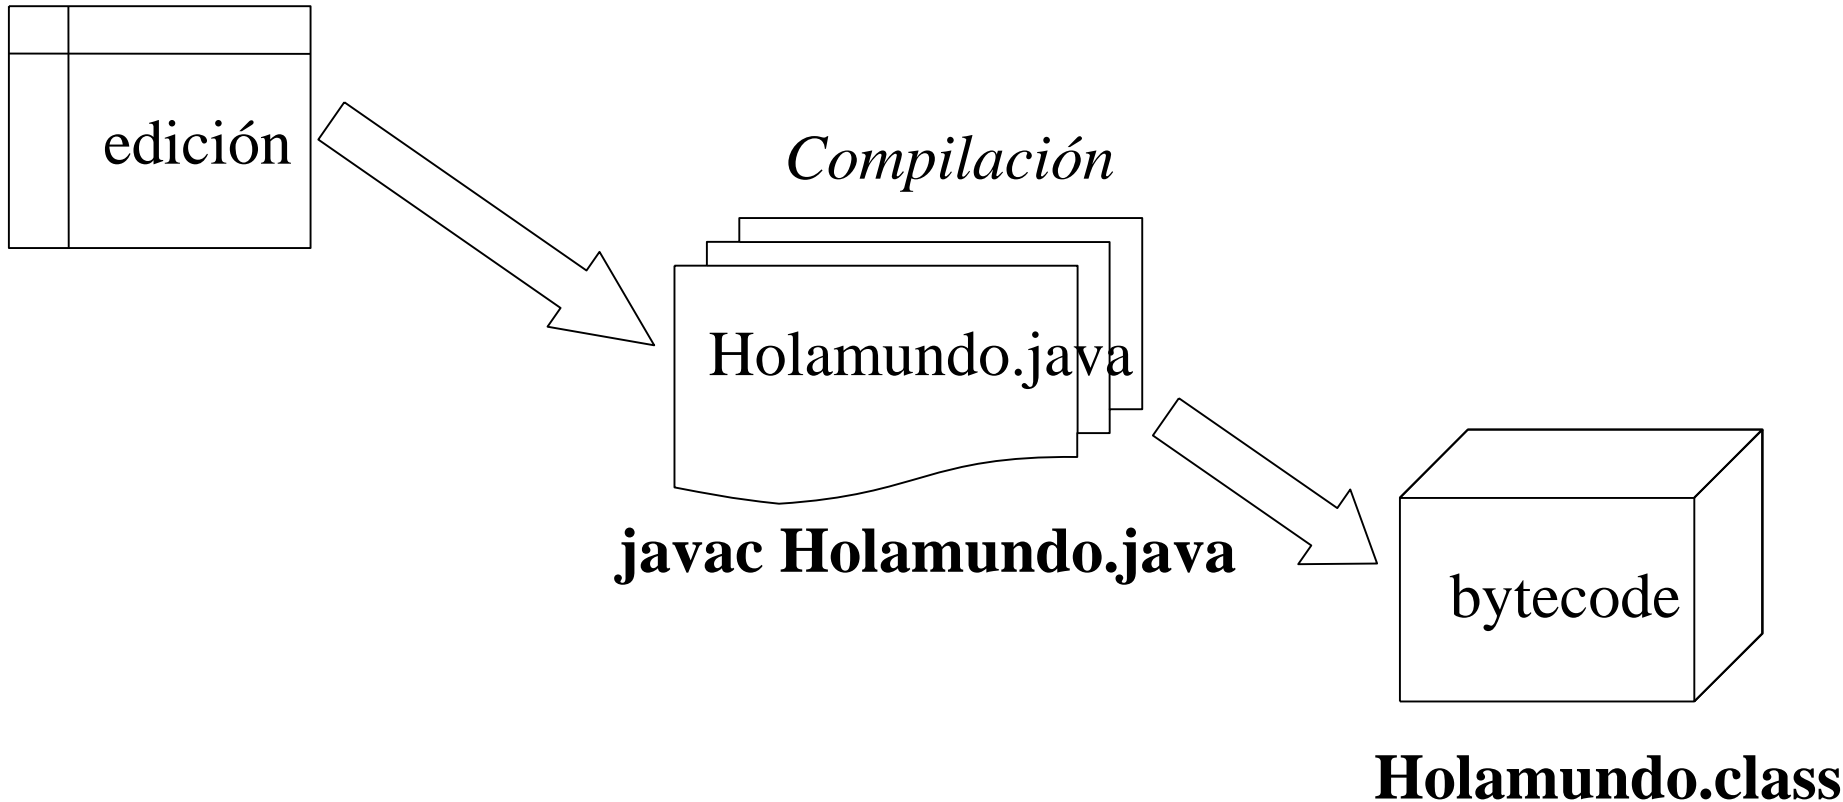 edición
Compilación
Holamundo.java
javac Holamundo.java
bytecode
Holamundo.class